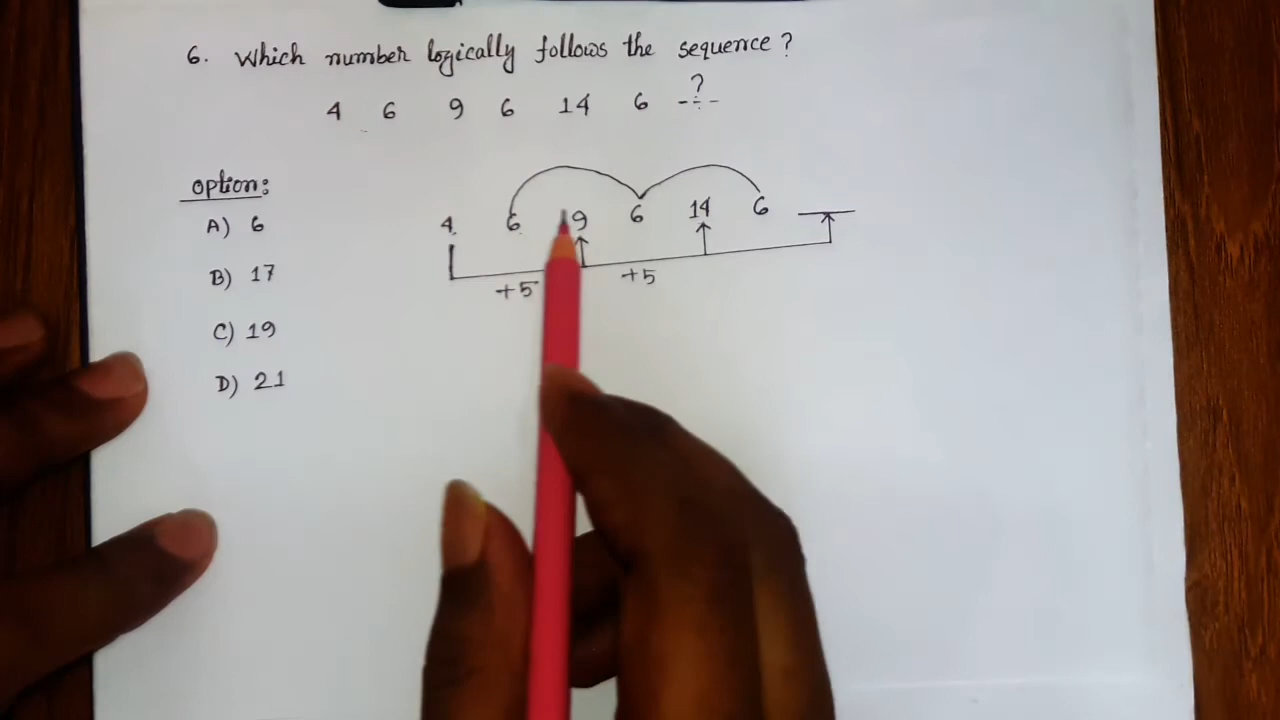 6. Which number logically follows the sequence ?
4 6 9 6 14 6 ?
option:
A) 6
B) 17
C) 19
D) 21
4 6 9 6 14 6
+5 +5